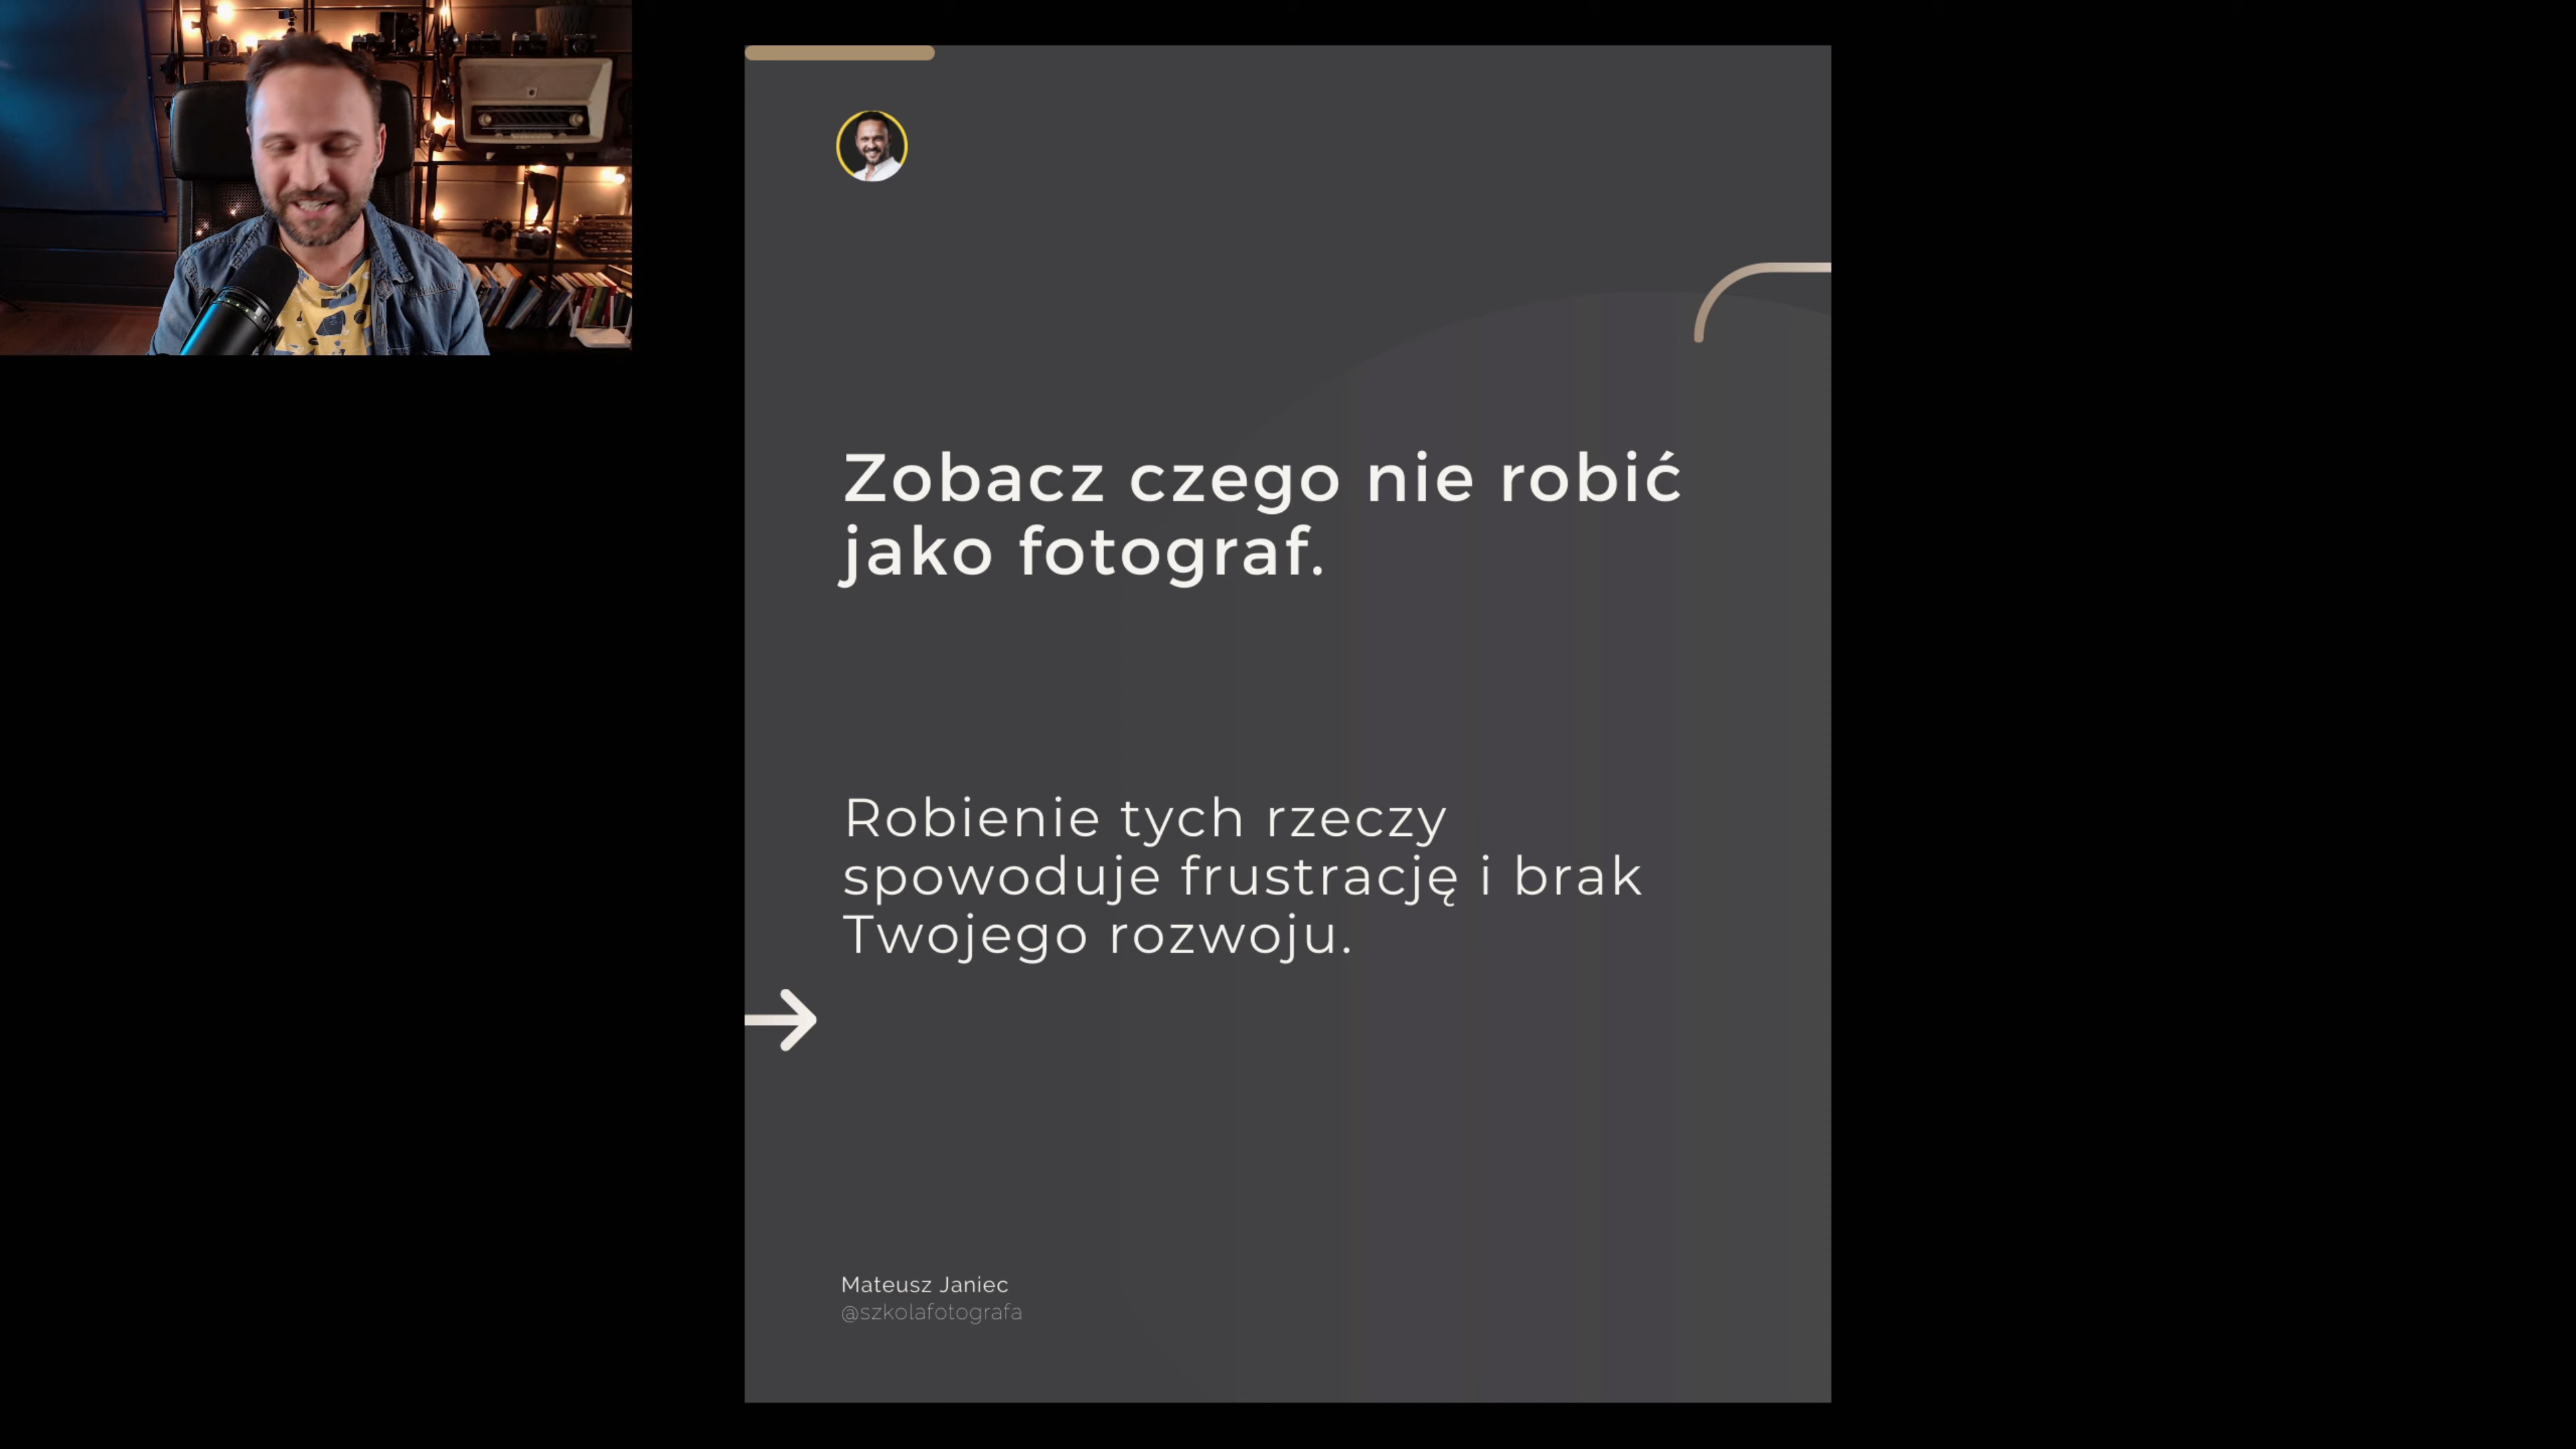 Zobacz czego nie robić
jako fotograf.
Robienie tych rzeczy
spowoduje frustrację i brak
Twojego rozwoju.
Mateusz Janiec
@szkolafotografa